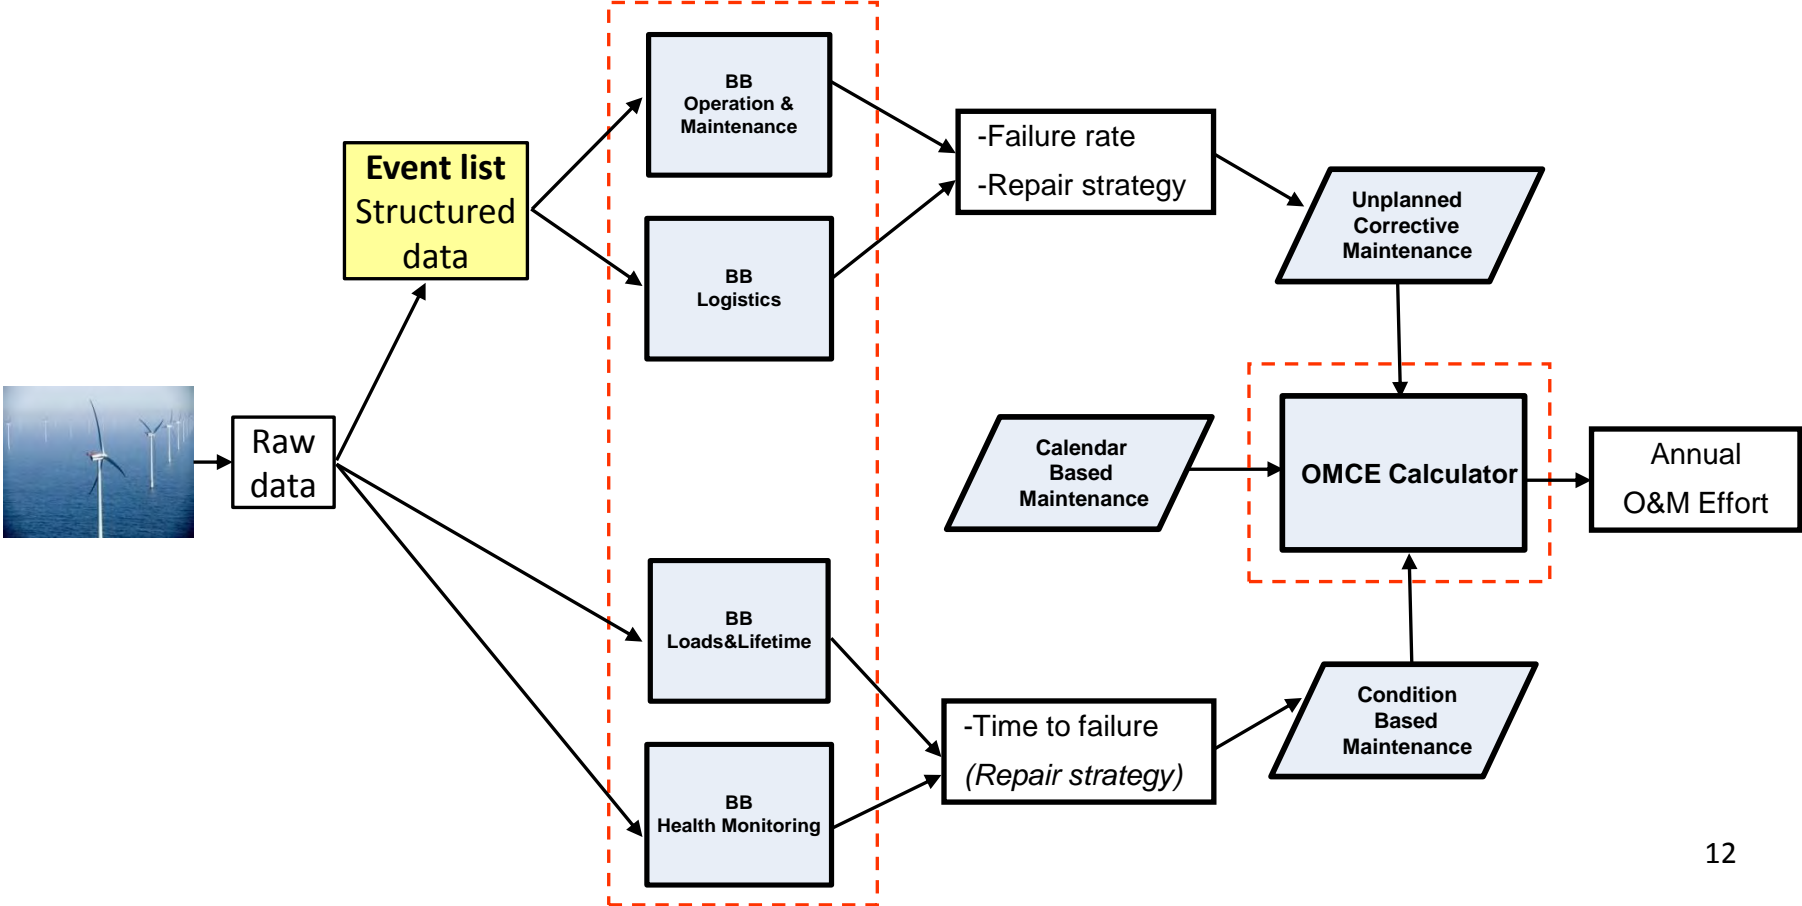 BB
Operation &
Maintenance
Event list
Structured
data
BB
Logistics
-Failure rate
-Repair strategy
Unplanned
Corrective
Maintenance
Raw
data
Calendar
Based
Maintenance
OMCE Calculator
Annual
O&M Effort
BB
Loads&Lifetime
BB
Health Monitoring
-Time to failure
(Repair strategy)
Condition
Based
Maintenance
12